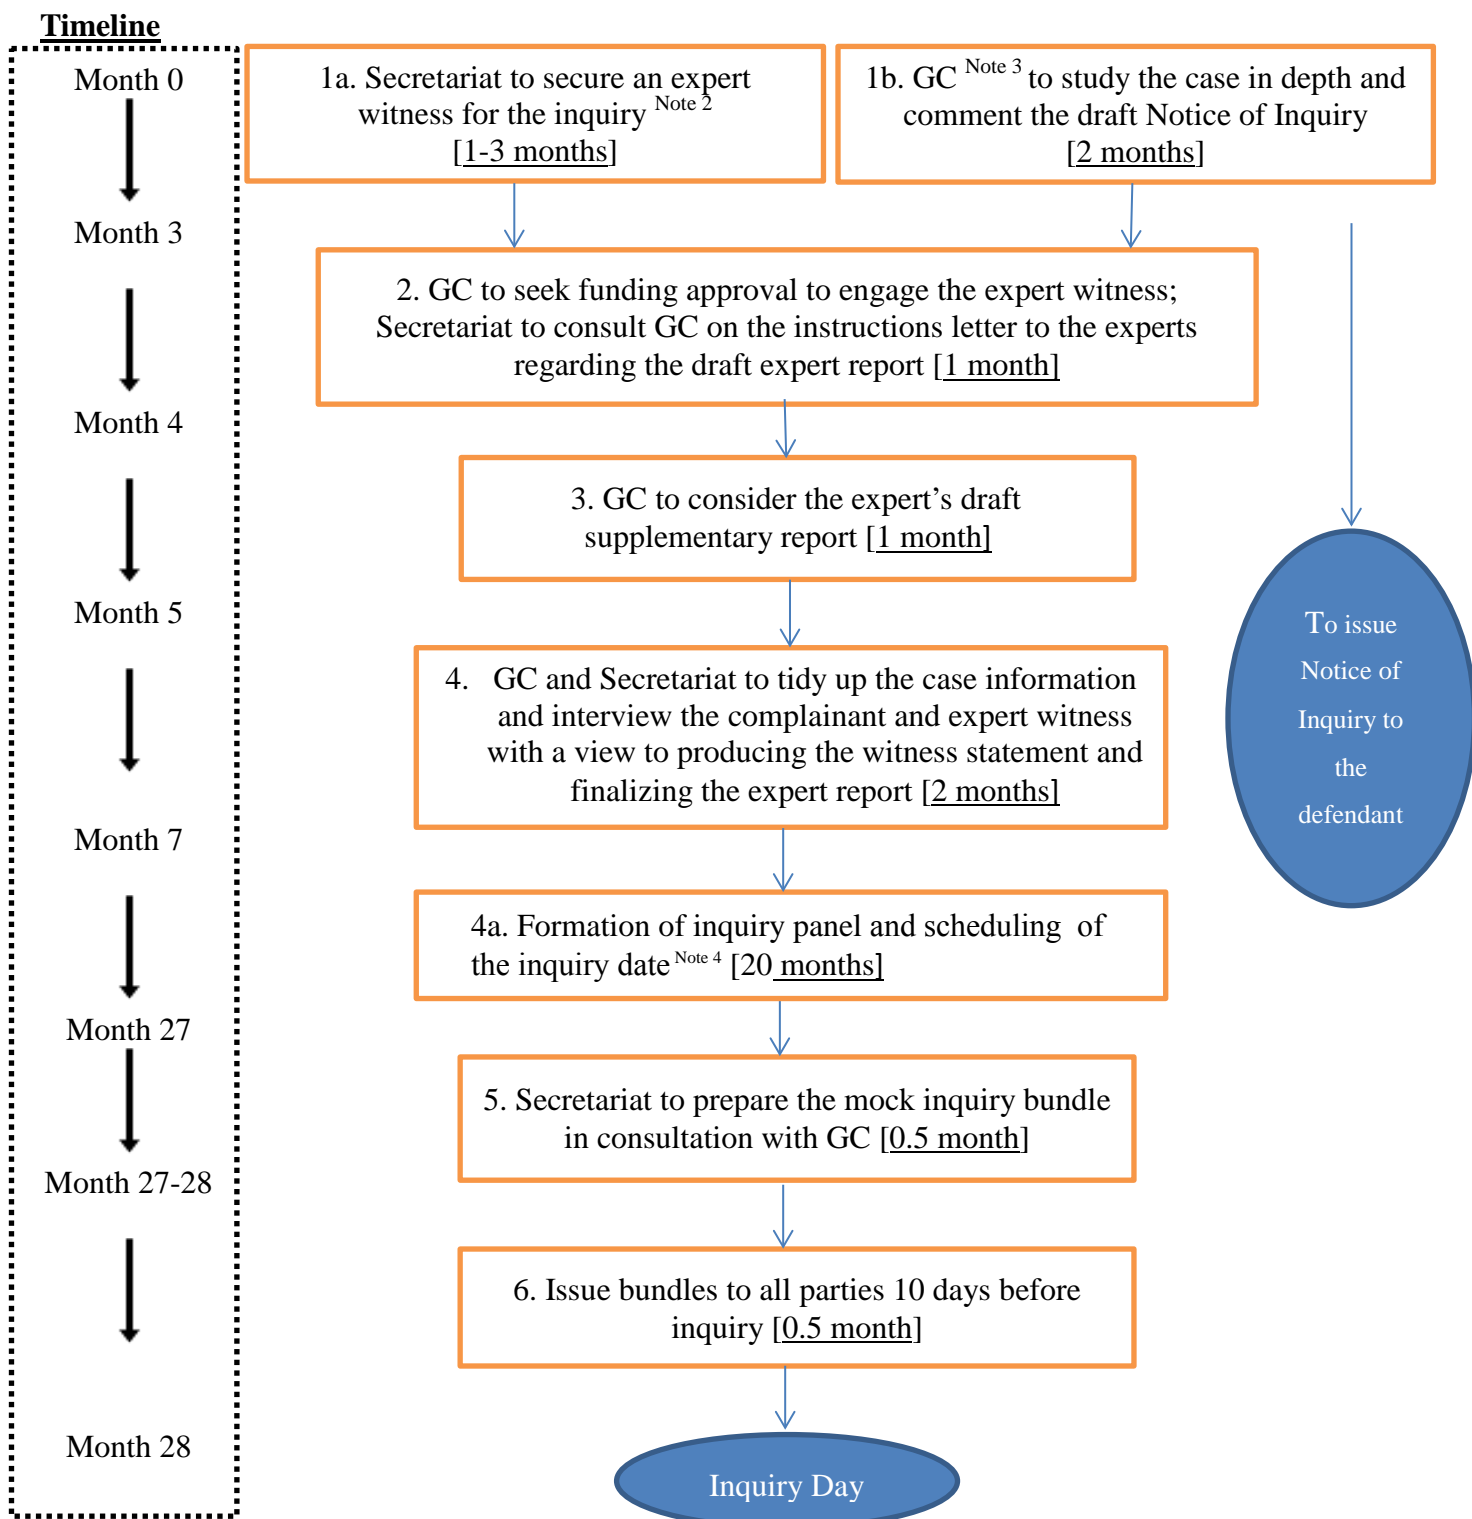 Timeline
Month 0
Month 3
Month 4
Month 5
Month 7
Month 27
Month 27-28
Month 28
1a. Secretariat to secure an expert
witness for the inquiry Note 2
[1-3 months]
1b. GC Note 3 to study the case in depth and
comment the draft Notice of Inquiry
[2 months]
2. GC to seek funding approval to engage the expert witness;
Secretariat to consult GC on the instructions letter to the experts
regarding the draft expert report [1 month]
3. GC to consider the expert’s draft
supplementary report [1 month]
4. GC and Secretariat to tidy up the case information
and interview the complainant and expert witness
with a view to producing the witness statement and
finalizing the expert report [2 months]
To issue
Notice of
Inquiry to
the
defendant
4a. Formation of inquiry panel and scheduling of
the inquiry date Note 4 [20 months]
5. Secretariat to prepare the mock inquiry bundle
in consultation with GC [0.5 month]
6. Issue bundles to all parties 10 days before
inquiry [0.5 month]
Inquiry Day